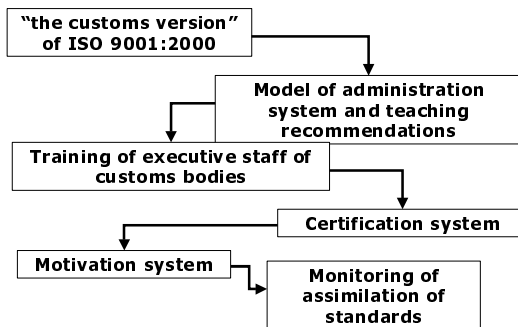 “the customs version”
of ISO 9001:2000
Model of administration
system and teaching
recommendations
Training of executive staff of
customs bodies
Certification system
Motivation system
Monitoring of
assimilation of
standards